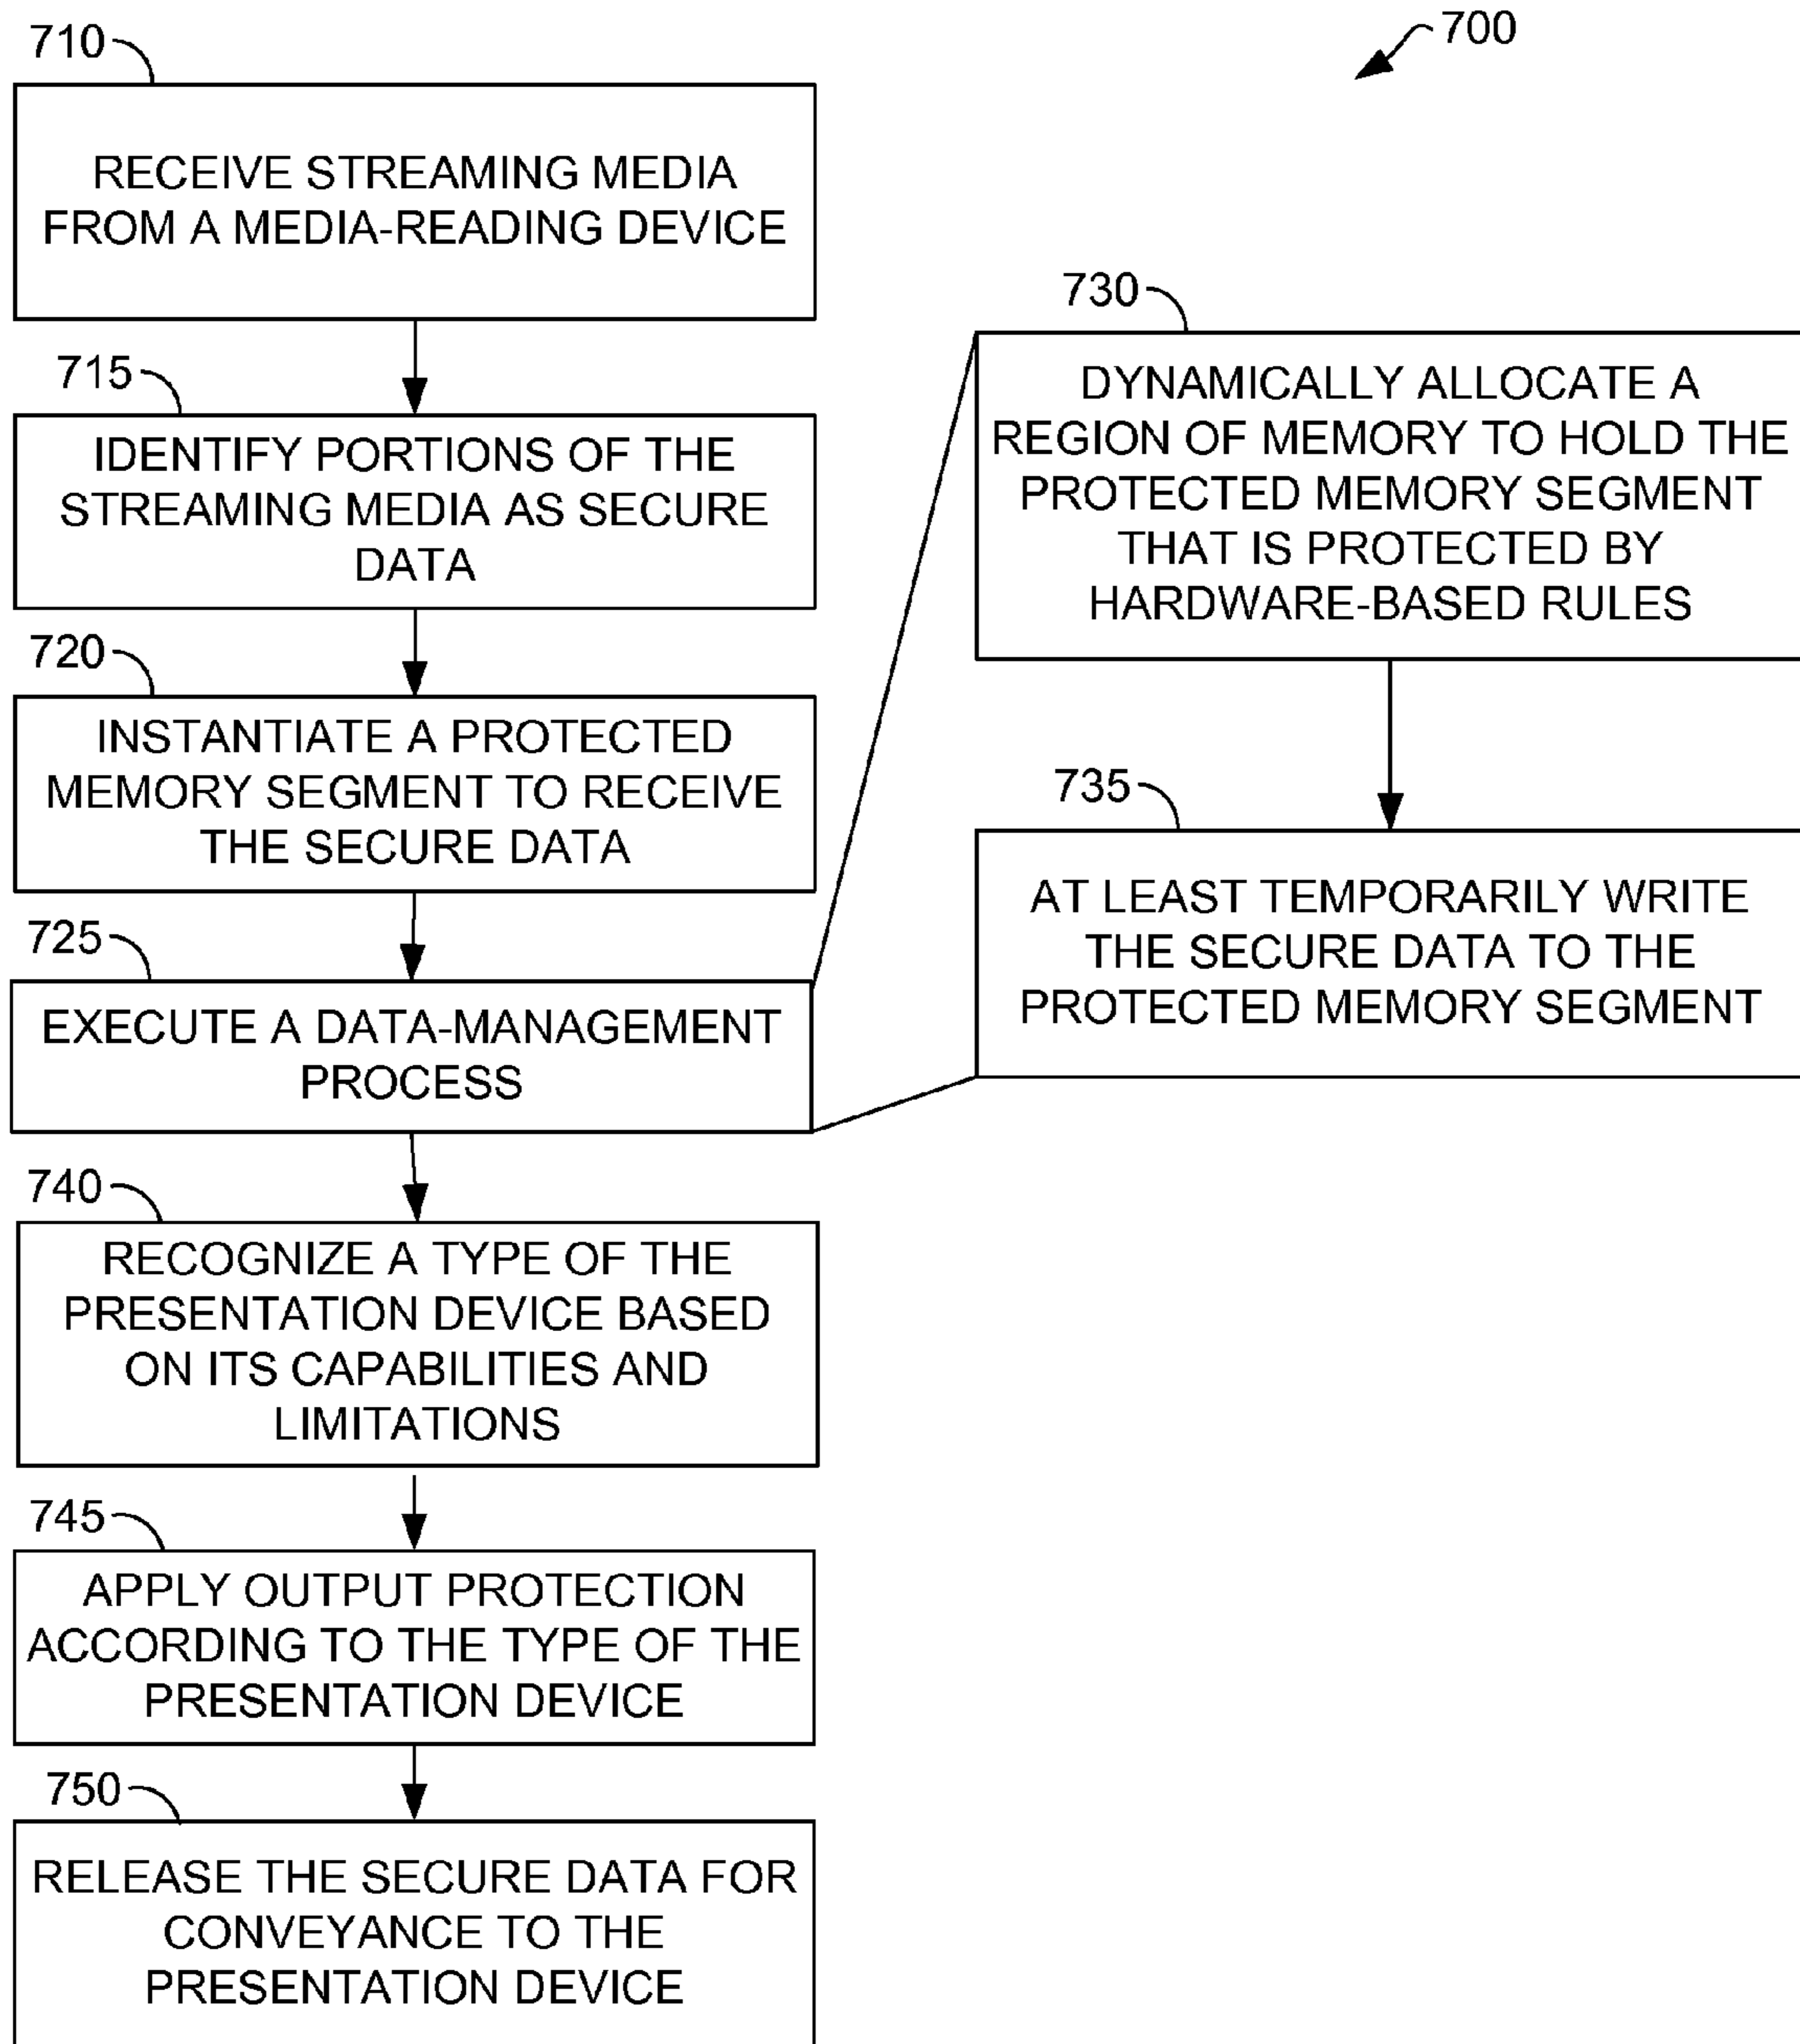 700
710
RECEIVE STREAMING MEDIA
FROM A MEDIA-READING DEVICE
715
IDENTIFY PORTIONS OF THE
STREAMING MEDIA AS SECURE
DATA
720
INSTANTIATE A PROTECTED
MEMORY SEGMENT TO RECEIVE
THE SECURE DATA
725
EXECUTE A DATA-MANAGEMENT
PROCESS
730
DYNAMICALLY ALLOCATE A
REGION OF MEMORY TO HOLD THE
PROTECTED MEMORY SEGMENT
THAT IS PROTECTED BY
HARDWARE-BASED RULES
735
AT LEAST TEMPORARILY WRITE
THE SECURE DATA TO THE
PROTECTED MEMORY SEGMENT
740
RECOGNIZE A TYPE OF THE
PRESENTATION DEVICE BASED
ON ITS CAPABILITIES AND
LIMITATIONS
745
APPLY OUTPUT PROTECTION
ACCORDING TO THE TYPE OF THE
PRESENTATION DEVICE
750
RELEASE THE SECURE DATA FOR
CONVEYANCE TO THE
PRESENTATION DEVICE